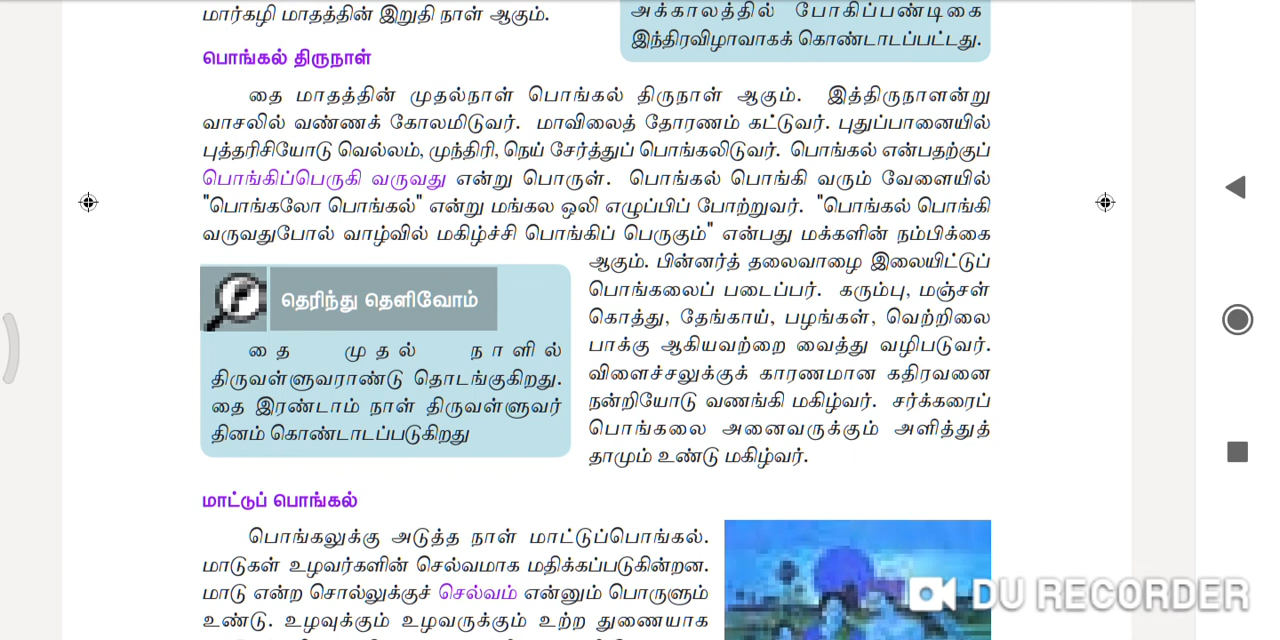 மார்கழி மாதத்தின் இறுதி நாள் ஆகும்.
அக்காலத்தில் போகிப்பண்டிகை
இந்திரவிழாவாகக் கொண்டாடப்பட்டது.
பொங்கல் திருநாள்
தை மாதத்தின் முதல்நாள் பொங்கல் திருநாள் ஆகும். இத்திருநாளன்று
வாசலில் வண்ணக் கோலமிடுவர். மாவிலைத் தோரணம் கட்டுவர். புதுப்பானையில்
புத்தரிசியோடு வெல்லம், முந்திரி, நெய் சேர்த்துப் பொங்கலிடுவர். பொங்கல் என்பதற்குப்
பொங்கிப்பெருகி வருவது என்று பொருள். பொங்கல் பொங்கி வரும் வேளையில்
"பொங்கலோ பொங்கல்" என்று மங்கல ஒலி எழுப்பிப் போற்றுவர். "பொங்கல் பொங்கி
வருவதுபோல் வாழ்வில் மகிழ்ச்சி பொங்கிப் பெருகும்" என்பது மக்களின் நம்பிக்கை
ஆகும். பின்னர்த் தலைவாழை இலையிட்டுப்
பொங்கலைப் படைப்பர். கரும்பு, மஞ்சள்
கொத்து, தேங்காய், பழங்கள், வெற்றிலை
பாக்கு ஆகியவற்றை வைத்து வழிபடுவர்.
விளைச்சலுக்குக் காரணமான கதிரவனை
நன்றியோடு வணங்கி மகிழ்வர். சர்க்கரைப்
பொங்கலை அனைவருக்கும் அளித்துத்
தாமும் உண்டு மகிழ்வர்.
தெரிந்து தெளிவோம்
தை முதல் நாளில்
திருவள்ளுவராண்டு தொடங்குகிறது.
தை இரண்டாம் நாள் திருவள்ளுவர்
தினம் கொண்டாடப்படுகிறது
மாட்டுப் பொங்கல்
பொங்கலுக்கு அடுத்த நாள் மாட்டுப்பொங்கல்.
மாடுகள் உழவர்களின் செல்வமாக மதிக்கப்படுகின்றன.
மாடு என்ற சொல்லுக்குச் செல்வம் என்னும் பொருளும்
உண்டு. உழவுக்கும் உழவருக்கும் உற்ற துணையாக
DU RECORDER